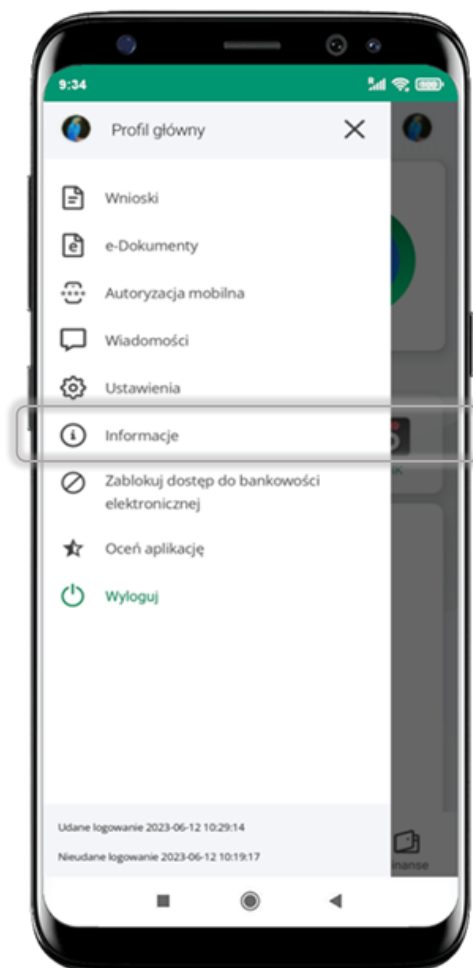 9:34
Profil główny
Wnioski
e-Dokumenty
Autoryzacja mobilna
Wiadomości
Ustawienia
Informacje
Zablokuj dostęp do bankowości
elektronicznej
Oceń aplikację
Wyloguj
Udane logowanie 2023-06-12 10:29:14
Nieudane logowanie 2023-06-12 10:19:17
inanse